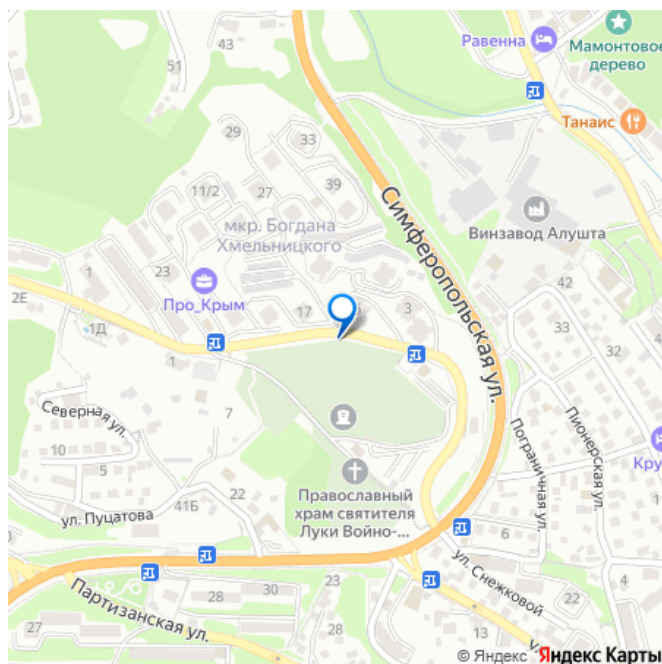 43
Равенна
Мамонтовое
дерево
51
Танаис
29
33
39
11/2
27
Симферопольская ул.
мкр. Богдана
Хмельницкого
Винзавод Алушта
1
23
2Е
Про_Крым
17
3
42
33
32
1Д
1
Северная ул.
7
10
5
Пограничная ул.
Пионерская ул.
Кру
ул. Пуцатова
41Б
22
Православный
храм святителя
Луки Войно-...
6
ул. Снежковой
4
Партизанская ул.
28
30
23
28
22
27
13
© Яндекс Яндекс Карты